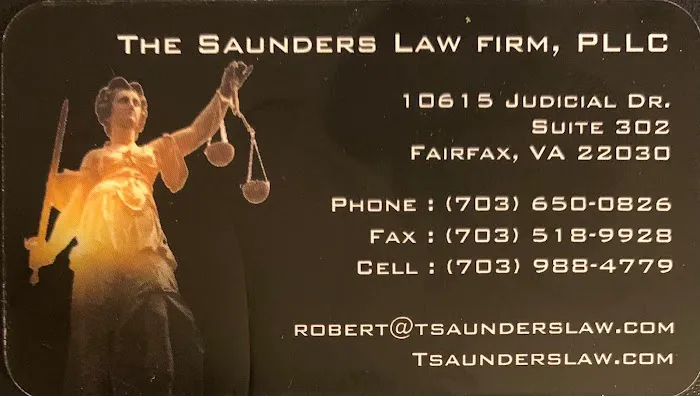 The Saunders Law firm, PLLC
10615 Judicial Dr.
Suite 302
Fairfax, VA 22030
Phone : (703) 650-0826
Fax : (703) 518-9928
Cell : (703) 988-4779
robert@tsaunderslaw.com
Tsaunderslaw.com